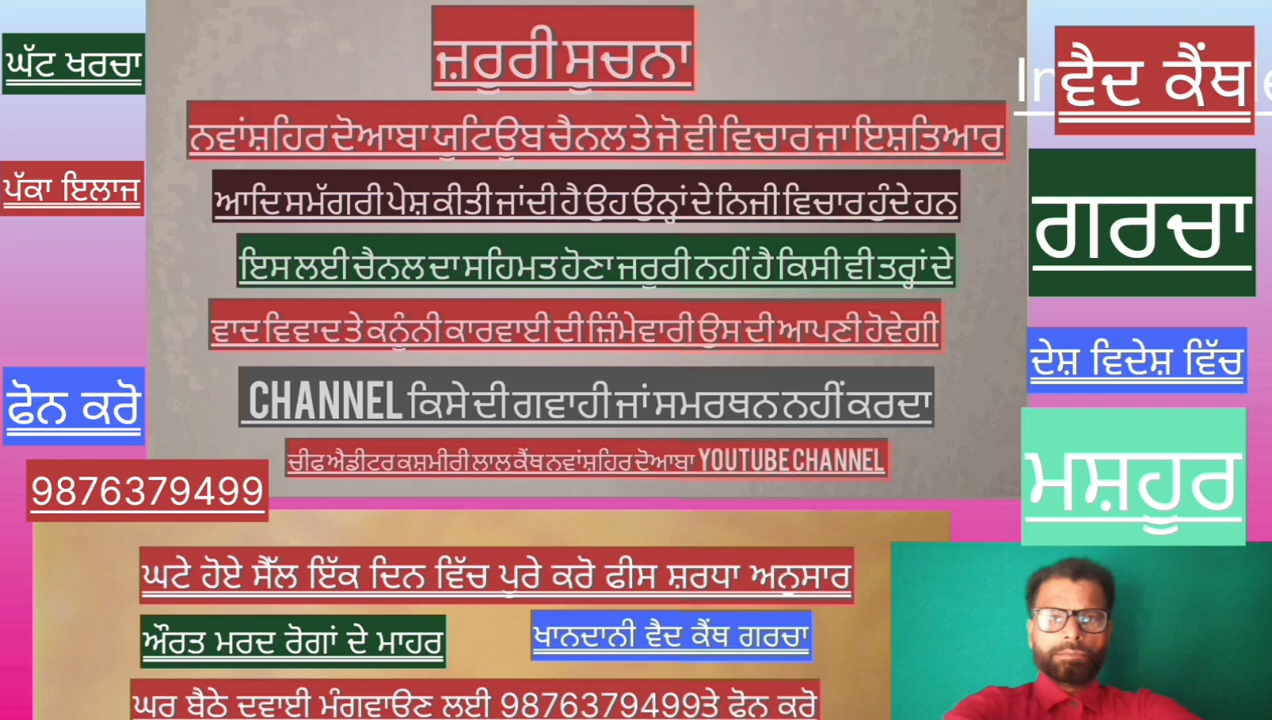 ਜ਼ਰੁਰੀ ਸੁਚਨਾ
ਨਵਾਂਸ਼ਹਿਰ ਦੋਆਬਾ ਯੁਟਿਉਬ ਚੈਨਲ ਤੇ ਜੋ ਵੀ ਵਿਚਾਰ ਜਾ ਇਸ਼ਤਿਆਰ
ਆਦਿ ਸਮੱਗਰੀ ਪੇਸ਼ ਕੀਤੀ ਜਾਂਦੀ ਹੈ ਉਹ ਉਨ੍ਹਾਂ ਦੇ ਨਿਜੀ ਵਿਚਾਰ ਹੁੰਦੇ ਹਨ
ਇਸ ਲਈ ਚੈਨਲ ਦਾ ਸਹਿਮਤ ਹੋਣਾ ਜਰੁਰੀ ਨਹੀਂ ਹੈ ਕਿਸੀ ਵੀ ਤਰ੍ਹਾਂ ਦੇ
ਵਾਦ ਵਿਵਾਦ ਤੇ ਕਨੁੰਨੀ ਕਾਰਵਾਈ ਦੀ ਜ਼ਿੰਮੇਵਾਰੀ ਉਸ ਦੀ ਆਪਣੀ ਹੋਵੇਗੀ
CHANNEL ਕਿਸੇ ਦੀ ਗਵਾਹੀ ਜਾਂ ਸਮਰਥਨ ਨਹੀਂ ਕਰਦਾ
ਚੀਫ ਐਡੀਟਰ ਕਸ਼ਮੀਰੀ ਲਾਲ ਕੈਂਥ ਨਵਾਂਸ਼ਹਿਰ ਦੋਆਬਾ YOUTUBE CHANNEL
ਘੱਟ ਖਰਚਾ
ਪੱਕਾ ਇਲਾਜ
ਫੋਨ ਕਰੋ
9876379499
ਵੈਦ ਕੈਂਥ
ਗਰਚਾ
ਦੇਸ਼ ਵਿਦੇਸ਼ ਵਿੱਚ
ਮਸ਼ਹੂਰ
ਘਟੇ ਹੋਏ ਸੈੱਲ ਇੱਕ ਦਿਨ ਵਿੱਚ ਪੁਰੇ ਕਰੋ ਫੀਸ ਸ਼ਰਧਾ ਅਨੁਸਾਰ
ਔਰਤ ਮਰਦ ਰੋਗਾਂ ਦੇ ਮਾਹਰ
ਖਾਨਦਾਨੀ ਵੈਦ ਕੈਂਥ ਗਰਚਾ
ਘਰ ਬੈਠੇ ਦਵਾਈ ਮੰਗਵਾਉਣ ਲਈ 9876379499ਤੇ ਫੋਨ ਕਰੋ